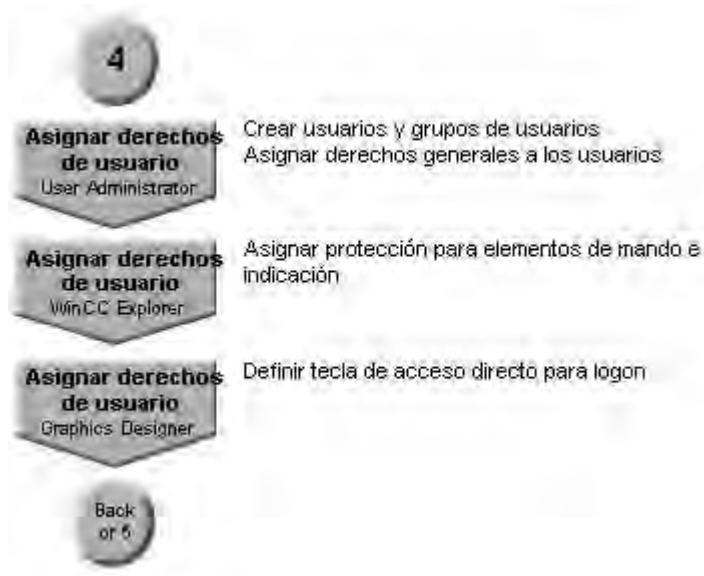 4
Asignar derechos
de usuario
User Administrator
Crear usuarios y grupos de usuarios
Asignar derechos generales a los usuarios
Asignar derechos
de usuario
WinCC Explorer
Asignar protección para elementos de mando e
indicación
Asignar derechos
de usuario
Graphics Designer
Definir tecla de acceso directo para logon
Back
or 5